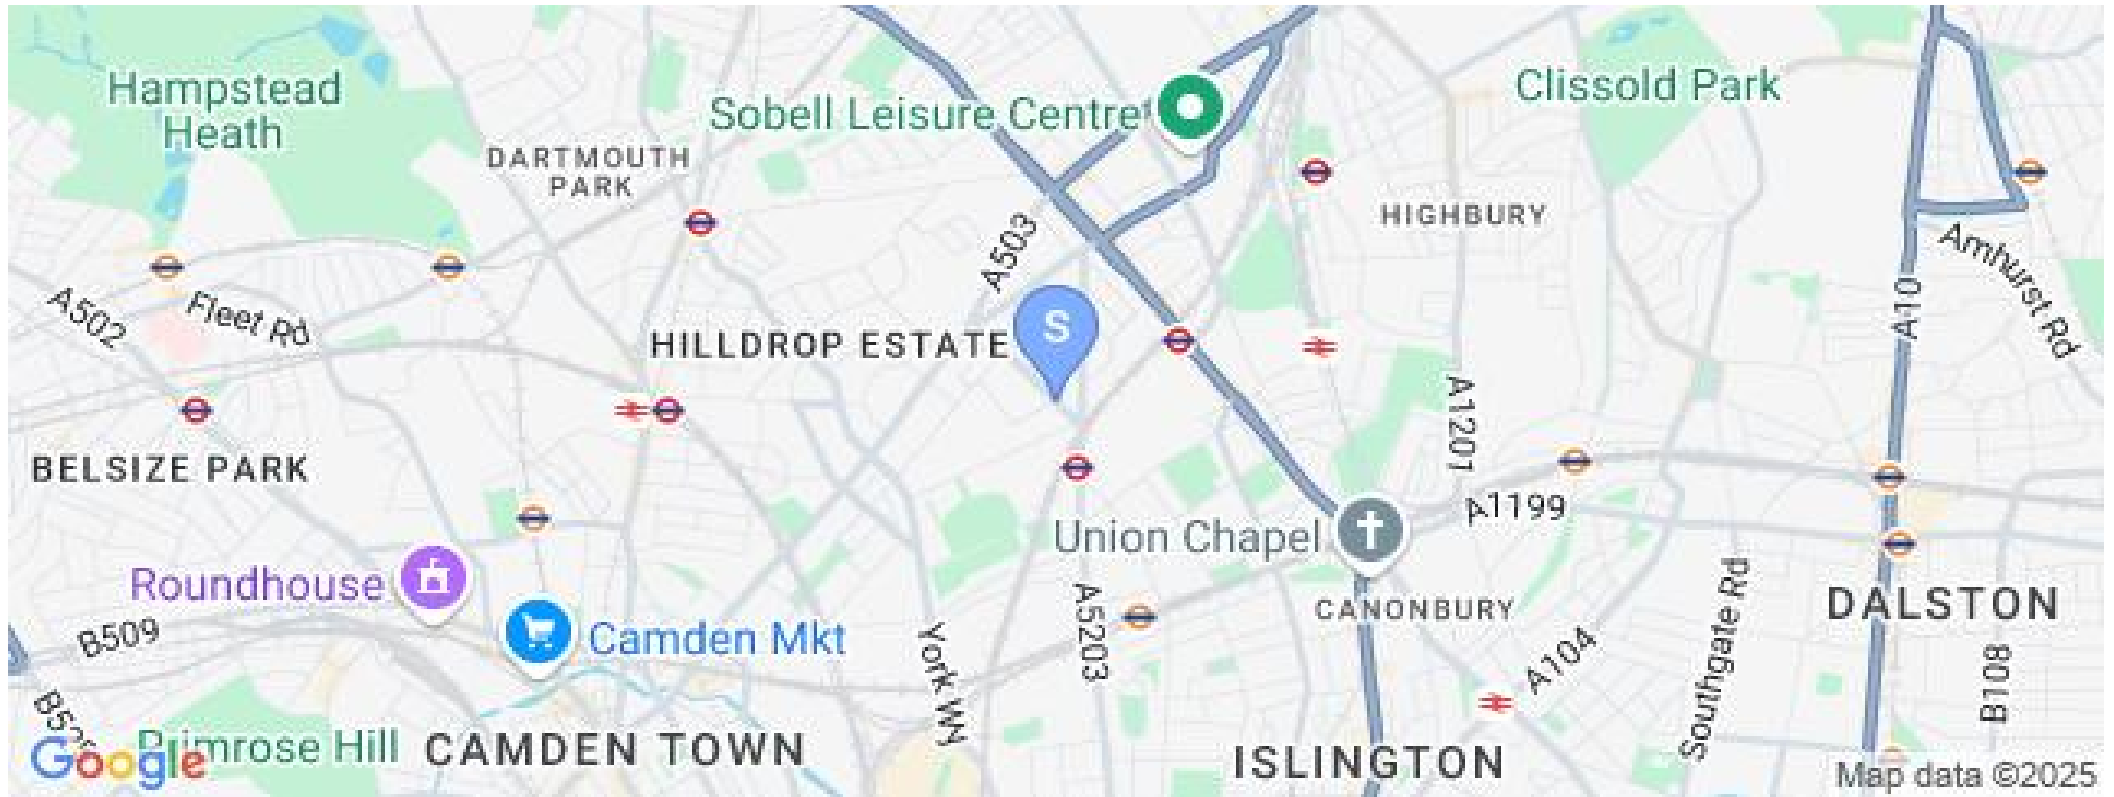 Hampstead
Heath
Sobell Leisure Centre
Clissold Park
DARTMOUTH
PARK
HIGHBURY
A503
Amhurst Rd
A502
Fleet Rd
A10
HILLDROP ESTATE
S
A1201
BELSIZE PARK
A1199
Union Chapel
Roundhouse
CANONBURY
DALSTON
B509
Camden Mkt
York Wy
A5203
A104
Southgate Rd
B108
Primrose Hill
CAMDEN TOWN
ISLINGTON
Google
Map data ©2025